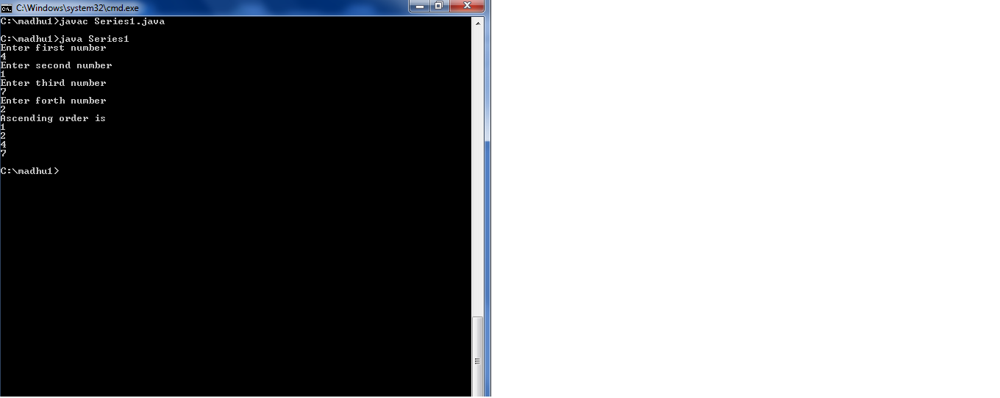 C:\Windows\system32\cmd.exe
C:\madhu1>javac Series1.java
C:\madhu1>java Series1
Enter first number
4
Enter second number
1
Enter third number
7
Enter forth number
2
Ascending order is
1
2
4
7
C:\madhu1>